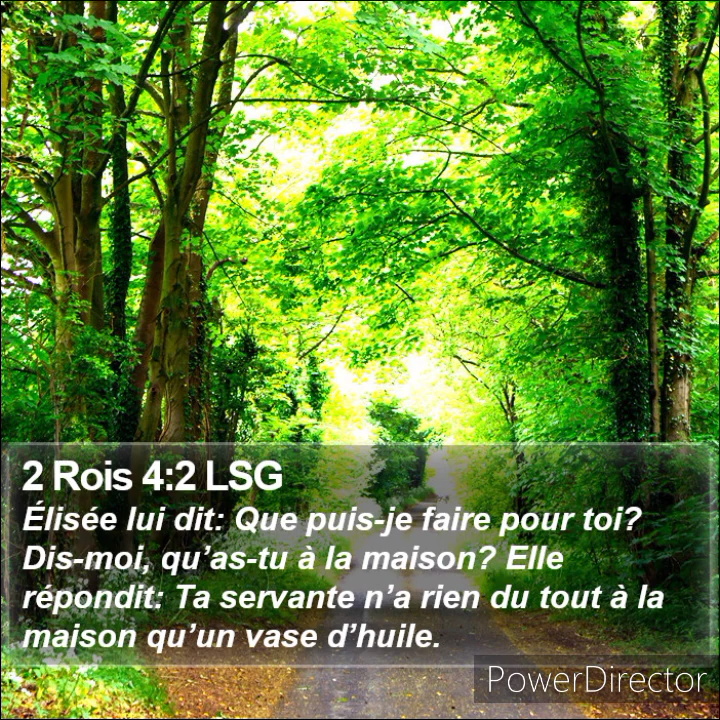 2 Rois 4:2 LSG
Élisée lui dit: Que puis-je faire pour toi?
Dis-moi, qu’as-tu à la maison? Elle
répondit: Ta servante n’a rien du tout à la
maison qu’un vase d’huile.
PowerDirector